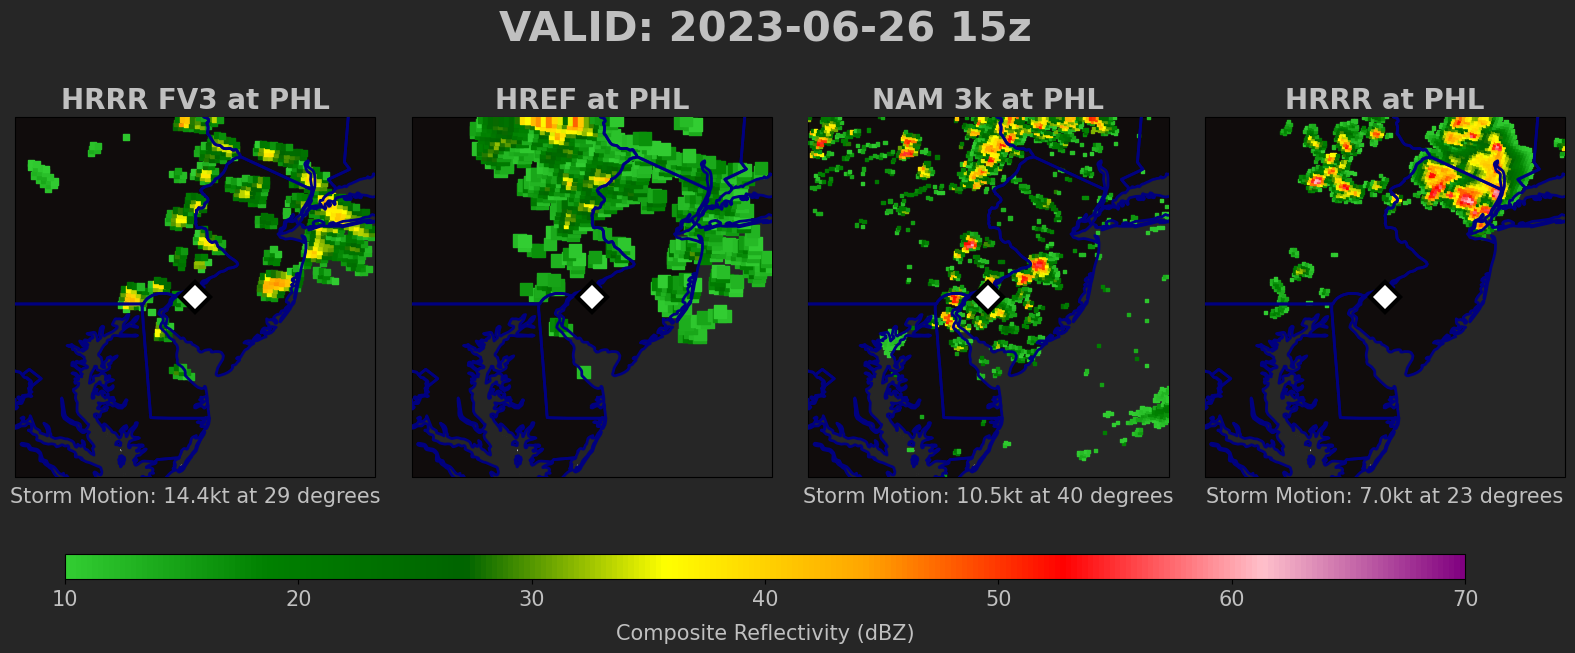 VALID: 2023-06-26 15z
HRRR FV3 at PHL
HREF at PHL
NAM 3k at PHL
HRRR at PHL
Storm Motion: 14.4kt at 29 degrees
Storm Motion: 10.5kt at 40 degrees
Storm Motion: 7.0kt at 23 degrees
10 20 30 40 50 60 70
Composite Reflectivity (dBZ)